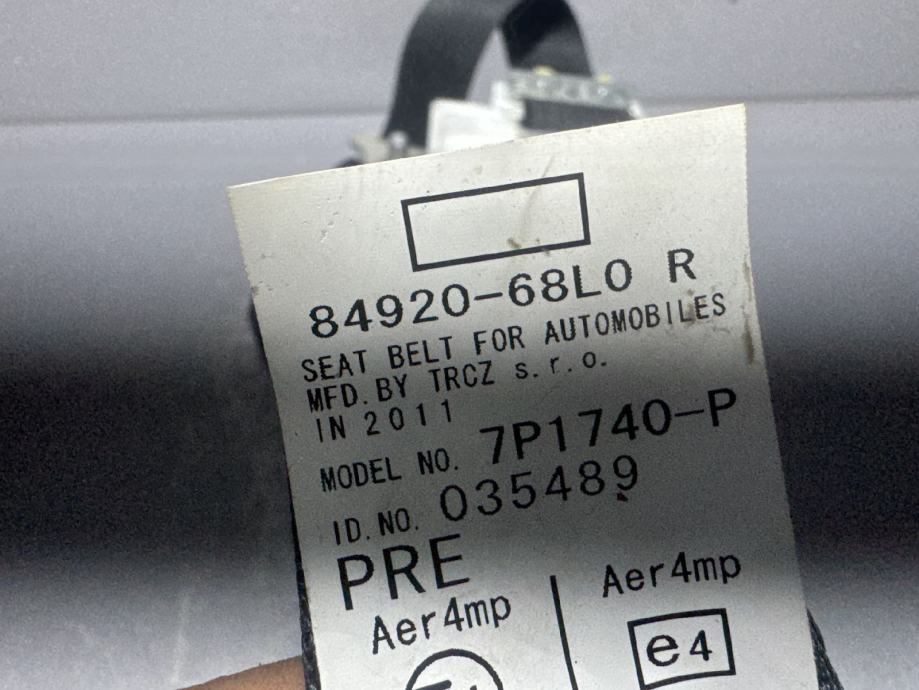 84920-68L0 R
SEAT BELT FOR AUTOMOBILES
MFD.BY TRCZ s.r.o.
IN 2011
MODEL NO. 7P1740-P
ID.NO. 035489
PRE
Aer4mp
Aer4mp
e4